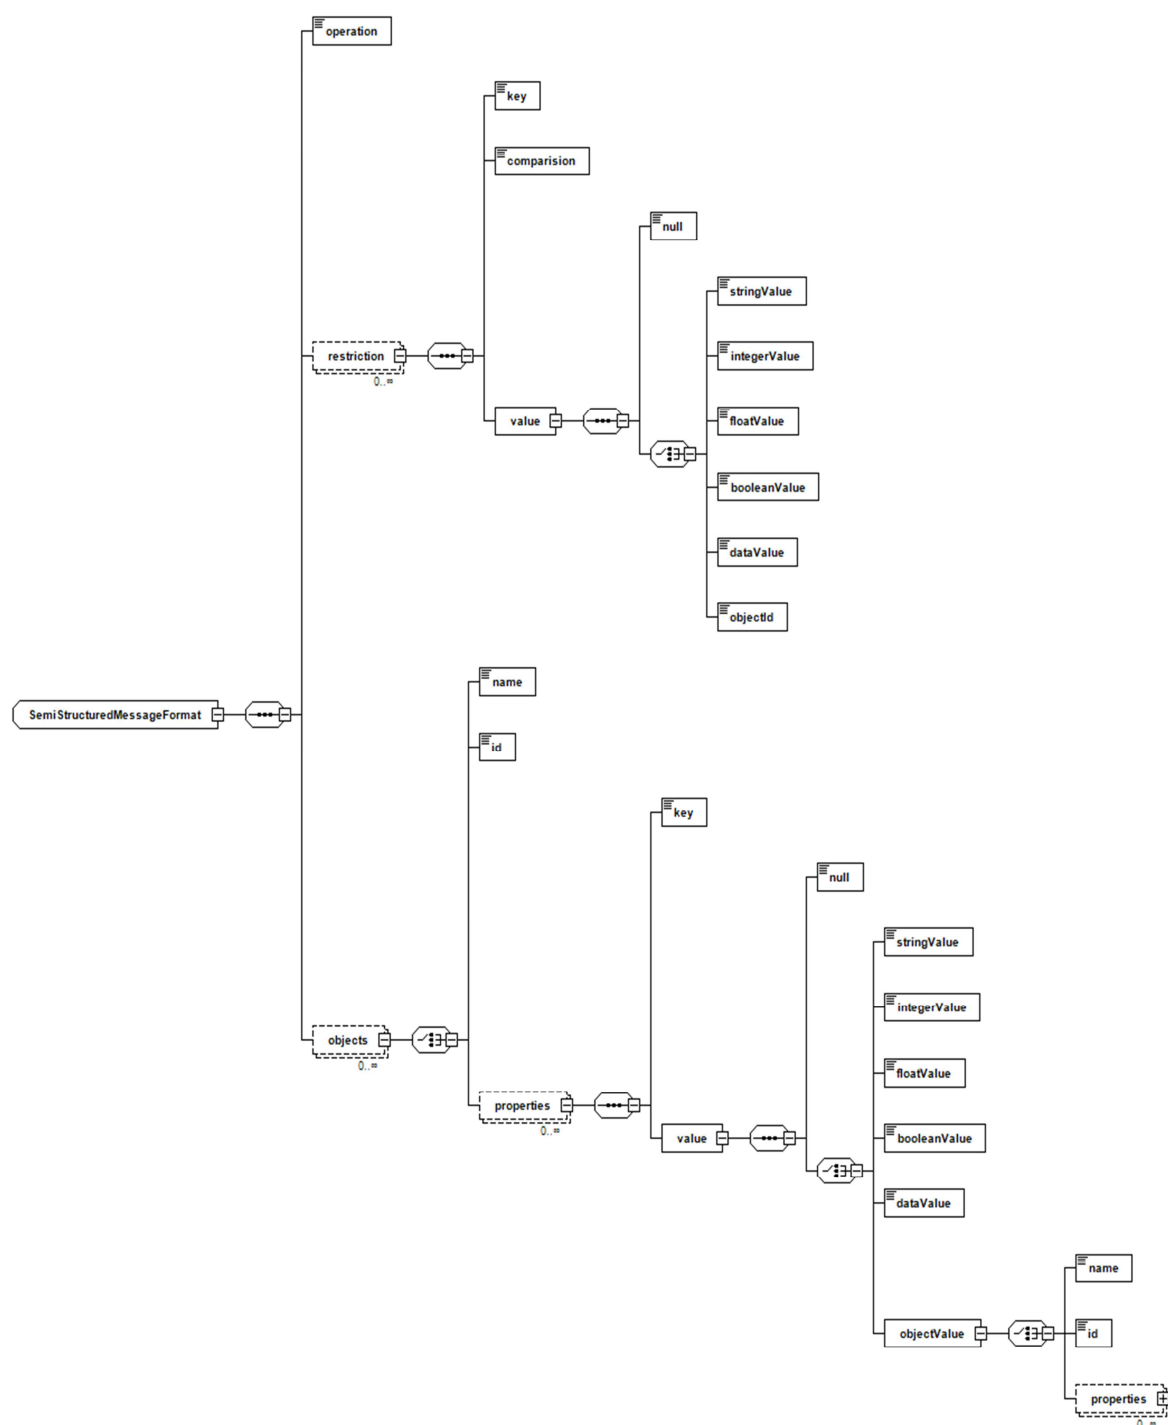 operation
key
comparision
null
stringValue
integerValue
restriction
0..∞
floatValue
value
booleanValue
dataValue
objectId
name
SemiStructuredMessageFormat
id
key
null
stringValue
integerValue
objects
0..∞
floatValue
properties
0..∞
value
booleanValue
dataValue
name
objectValue
id
properties
0..∞